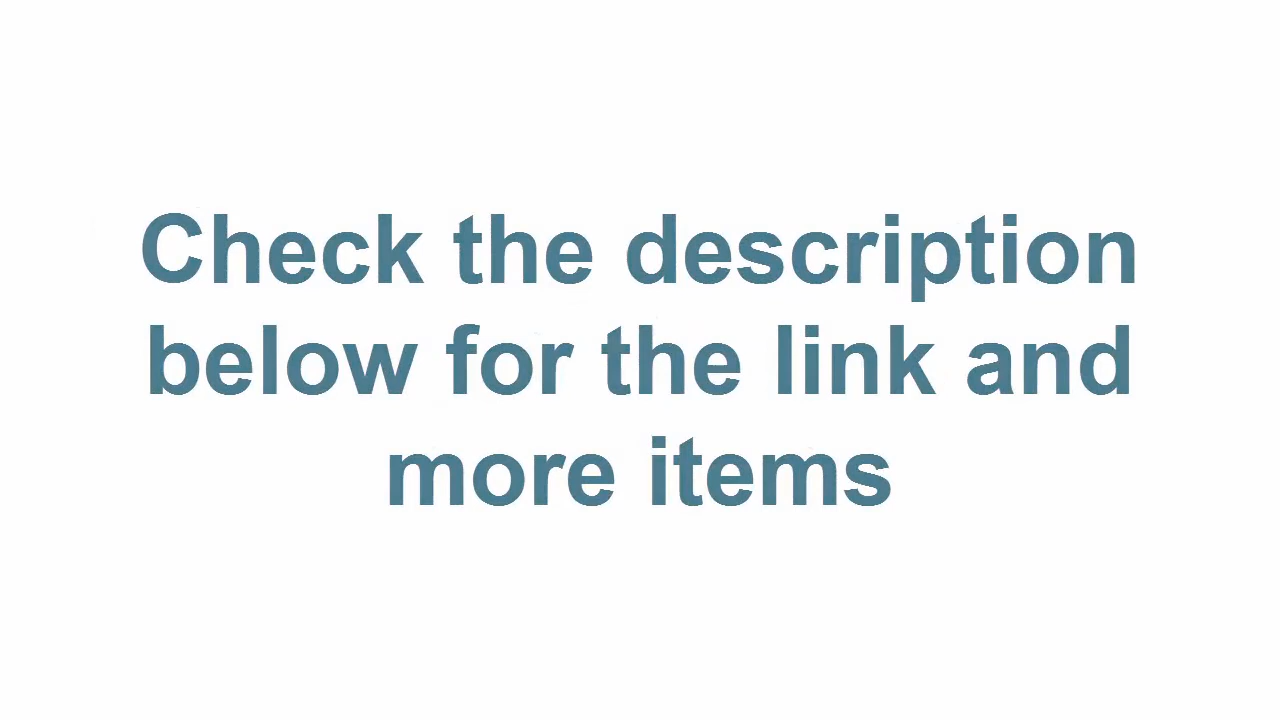 Check the description
below for the link and
more items